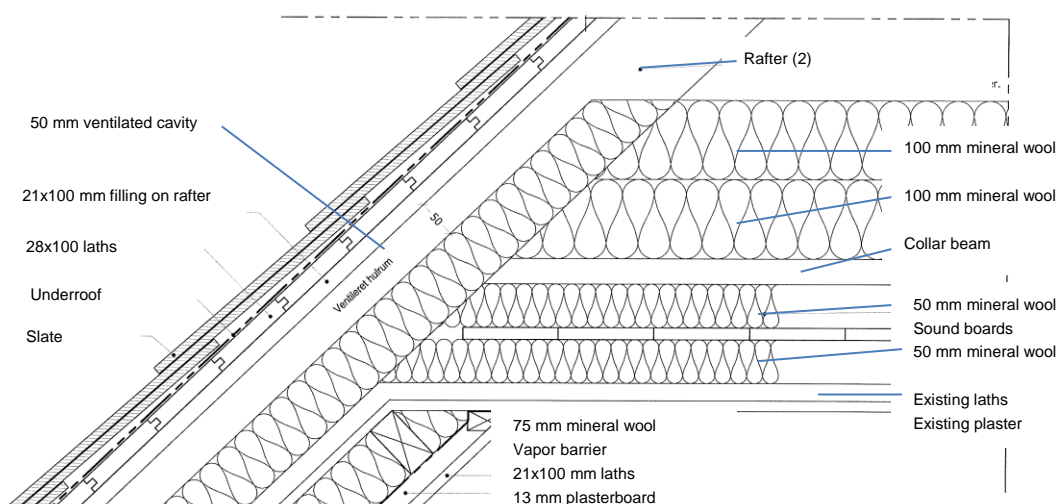 Rafter (2)
r.
50 mm ventilated cavity
100 mm mineral wool
21x100 mm filling on rafter
100 mm mineral wool
50
28x100 laths
Collar beam
Ventileret hulrum
Underroof
50 mm mineral wool
Slate
Sound boards
50 mm mineral wool
Existing laths
Existing plaster
75 mm mineral wool
Vapor barrier
21x100 mm laths
13 mm plasterboard